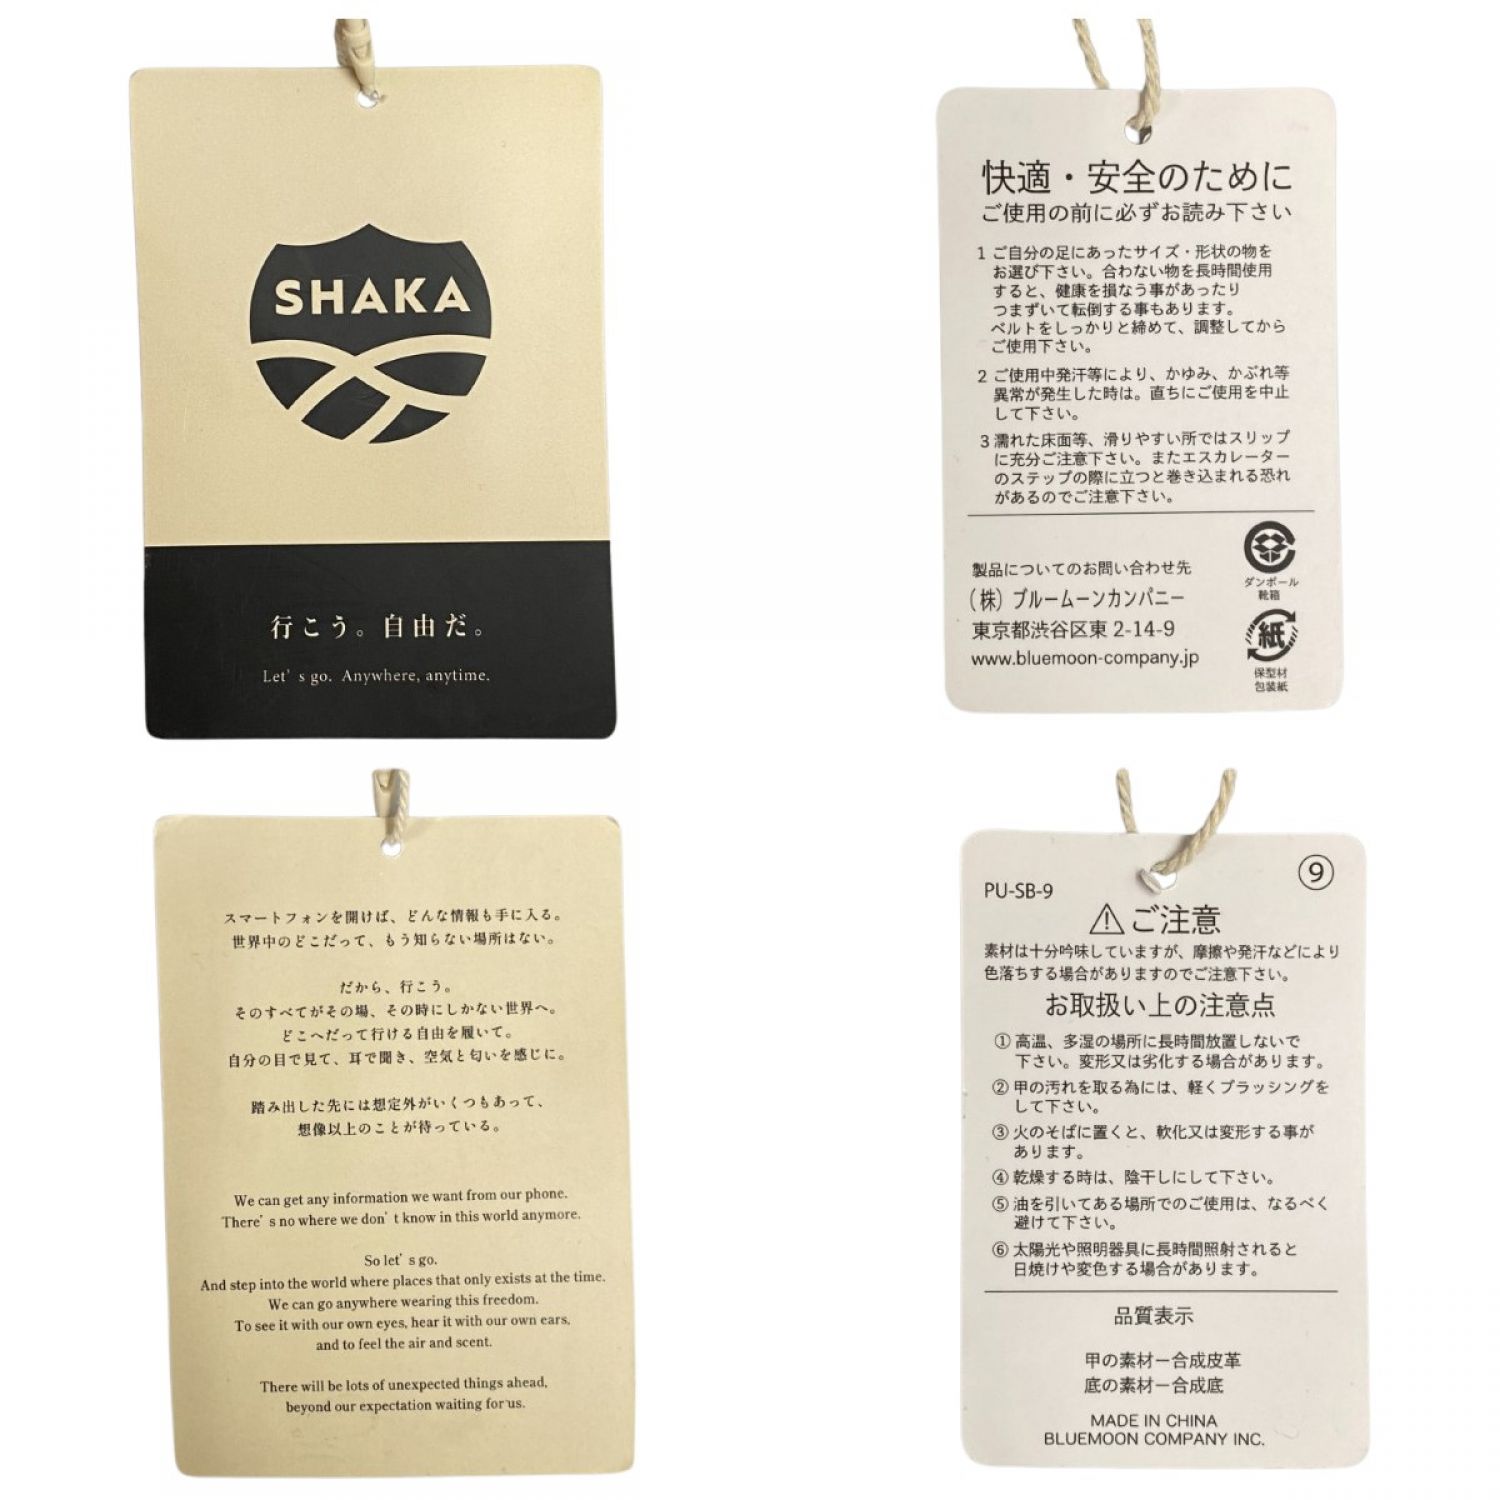 SHAKA
行こう。自由だ。
Let's go. Anywhere, anytime.
快適・安全のために
ご使用の前に必ずお読み下さい
1 ご自分の足にあったサイズ・形状の物を
お選び下さい。合わない物を長時間使用
すると、健康を損なう事があったり
つまずいて転倒する事もあります。
ベルトをしっかりと締めて、調整してから
ご使用下さい。
2 ご使用中発汗等により、かゆみ、かぶれ等
異常が発生した時は。直ちにご使用を中止
して下さい。
3 濡れた床面等、滑りやすい所ではスリップ
に充分ご注意下さい。またエスカレーター
のステップの際に立つと巻き込まれる恐れ
があるのでご注意下さい。
製品についてのお問い合わせ先
(株) ブルームーンカンパニー
東京都渋谷区東 2-14-9
www.bluemoon-company.jp
ダンボール
靴箱
紙
保型材
包装紙
スマートフォンを開けば、どんな情報も手に入る。
世界中のどこだって、もう知らない場所はない。
だから、行こう。
そのすべてがその場、その時にしかない世界へ。
どこへだって行ける自由を履いて。
自分の目で見て、耳で聞き、空気と匂いを感じに。
踏み出した先には想定外がいくつもあって、
想像以上のことが待っている。
We can get any information we want from our phone.
There's no where we don't know in this world anymore.
So let's go.
And step into the world where places that only exists at the time.
We can go anywhere wearing this freedom.
To see it with our own eyes, hear it with our own ears,
and to feel the air and scent.
There will be lots of unexpected things ahead,
beyond our expectation waiting for us.
PU-SB-9
⑨
⚠ご注意
素材は十分吟味していますが、摩擦や発汗などにより
色落ちする場合がありますのでご注意下さい。
お取扱い上の注意点
① 高温、多湿の場所に長時間放置しないで
下さい。変形又は劣化する場合があります。
② 甲の汚れを取る為には、軽くブラッシングを
して下さい。
③ 火のそばに置くと、軟化又は変形する事が
あります。
④ 乾燥する時は、陰干しにして下さい。
⑤ 油を引いてある場所でのご使用は、なるべく
避けて下さい。
⑥ 太陽光や照明器具に長時間照射されると
日焼けや変色する場合があります。
品質表示
甲の素材ー合成皮革
底の素材ー合成底
MADE IN CHINA
BLUEMOON COMPANY INC.